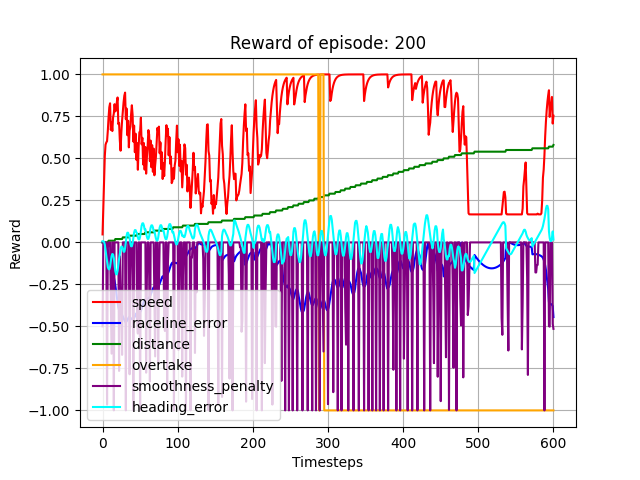 Reward of episode: 200
1.00
0.75
0.50
0.25
0.00
−0.25
−0.50
−0.75
−1.00
Reward
speed
raceline_error
distance
overtake
smoothness_penalty
heading_error
0 100 200 300 400 500 600
Timesteps